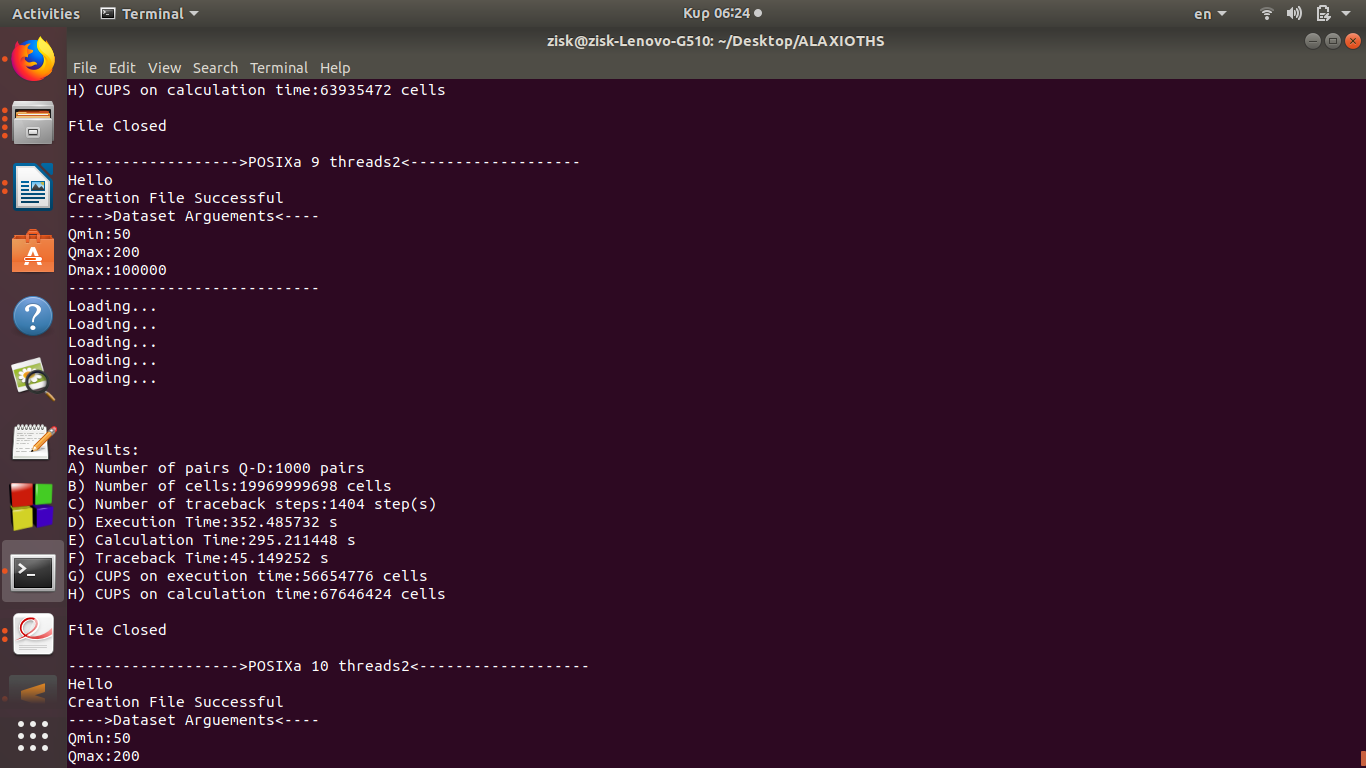 Activities Terminal Κυρ 06:24 en
zisk@zisk-Lenovo-G510: ~/Desktop/ALAXIOTHS
File Edit View Search Terminal Help
H) CUPS on calculation time:63935472 cells
File Closed
------------------->POSIXa 9 threads2<-------------------
Hello
Creation File Successful
---->Dataset Arguements<----
Qmin:50
Qmax:200
Dmax:100000
----------------------------
Loading...
Loading...
Loading...
Loading...
Loading...
Results:
A) Number of pairs Q-D:1000 pairs
B) Number of cells:19969999698 cells
C) Number of traceback steps:1404 step(s)
D) Execution Time:352.485732 s
E) Calculation Time:295.211448 s
F) Traceback Time:45.149252 s
G) CUPS on execution time:56654776 cells
H) CUPS on calculation time:67646424 cells
File Closed
------------------->POSIXa 10 threads2<-------------------
Hello
Creation File Successful
---->Dataset Arguements<----
Qmin:50
Qmax:200